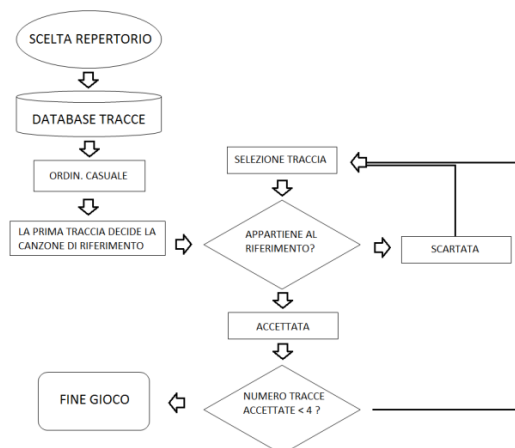 SCELTA REPERTORIO
DATABASE TRACCE
ORDIN. CASUALE
LA PRIMA TRACCIA DECIDE LA
CANZONE DI RIFERIMENTO
SELEZIONE TRACCIA
APPARTIENE AL
RIFERIMENTO?
SCARTATA
ACCETTATA
NUMERO TRACCE
ACCETTATE < 4 ?
FINE GIOCO